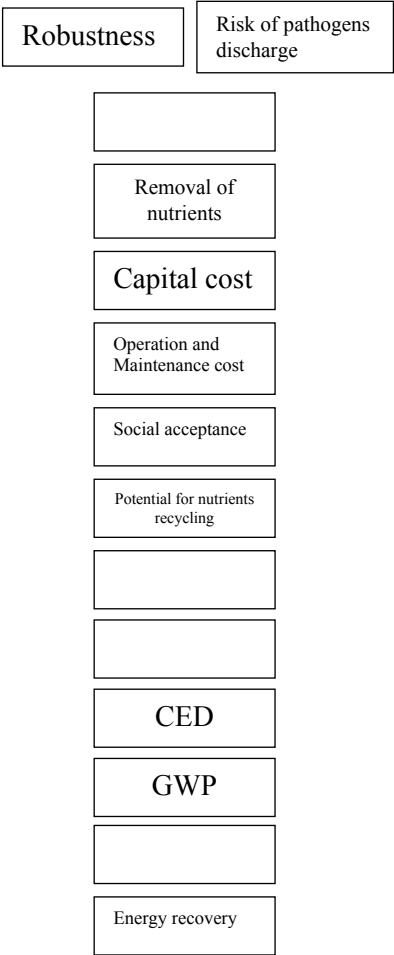 Robustness
Risk of pathogens
discharge
Removal of
nutrients
Capital cost
Operation and
Maintenance cost
Social acceptance
Potential for nutrients
recycling
CED
GWP
Energy recovery